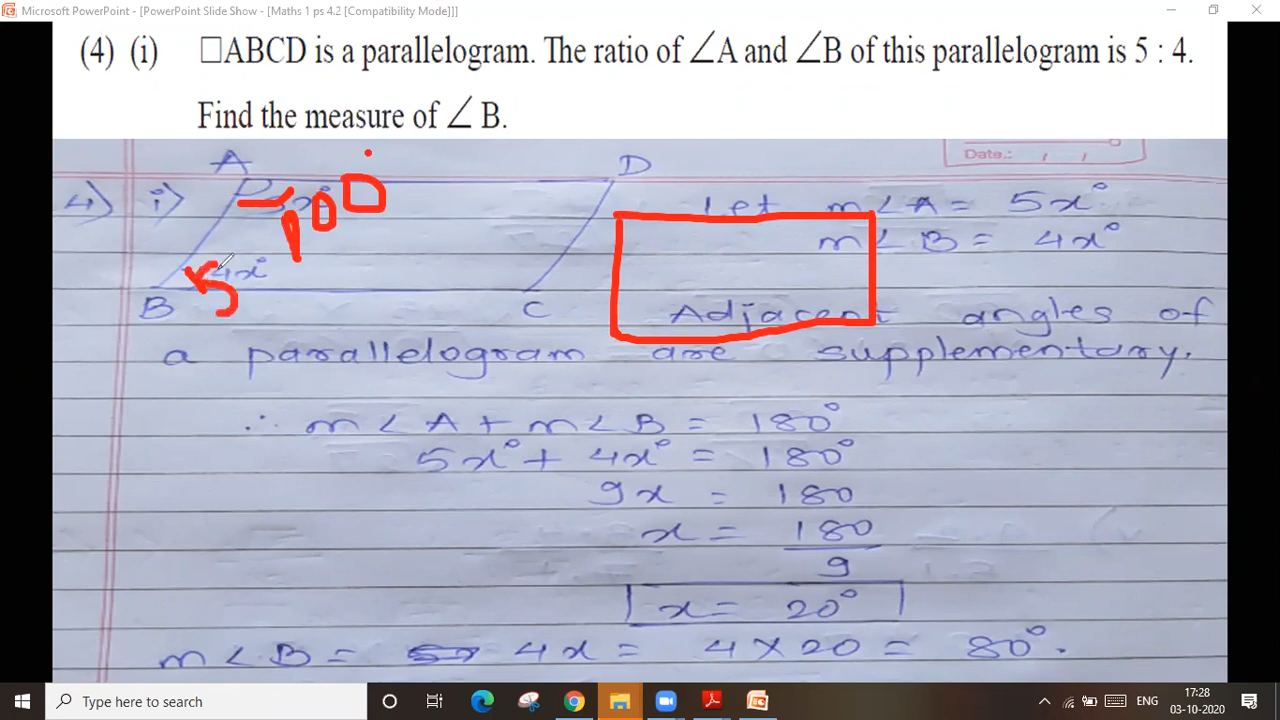 Microsoft PowerPoint - [PowerPoint Slide Show - [Maths 1 ps 4.2 [Compatibility Mode]]]
(4) (i) □ABCD is a parallelogram. The ratio of ∠A and ∠B of this parallelogram is 5 : 4.
Find the measure of ∠ B.
Date.: / /
A D
4) i) Let m∠A = 5x°
100
m∠B = 4x°
4x°
B C Adjacent angles of
a parallelogram are supplementary.
∴ m∠A + m∠B = 180°
5x° + 4x° = 180°
9x = 180
x = 180
9
x = 20°
m∠B = 4x = 4 × 20 = 80°.
Type here to search
ENG
17:28
03-10-2020